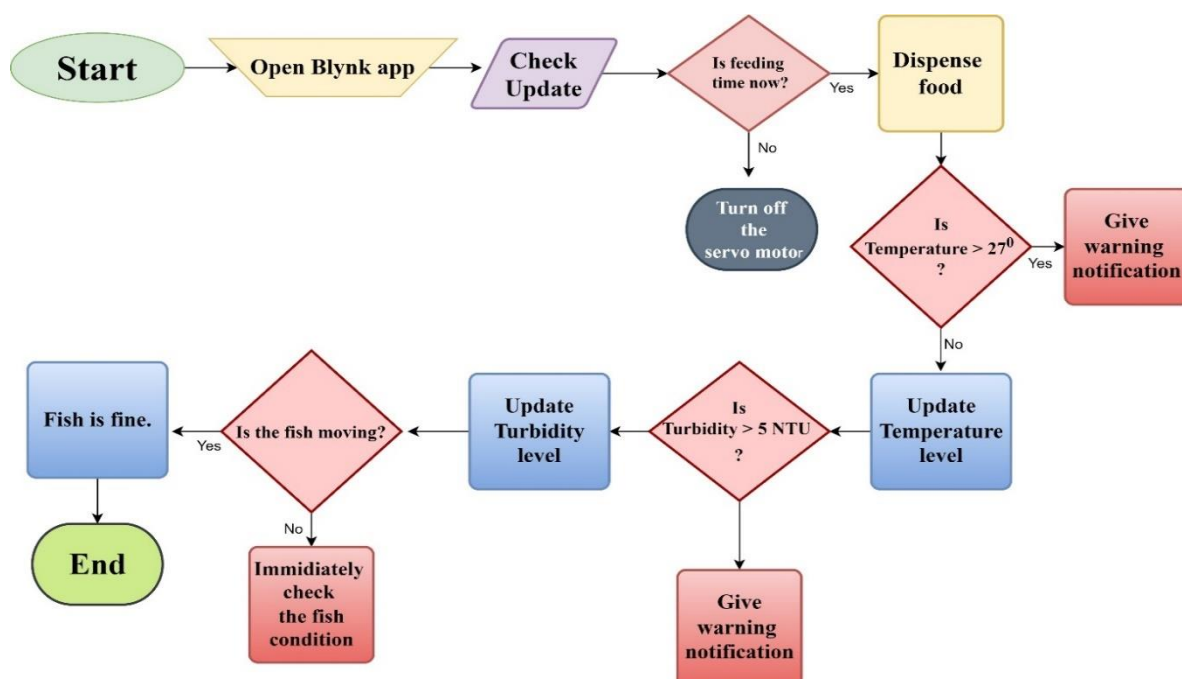 Start
Open Blynk app
Check
Update
Is feeding
time now?
Yes
Dispense
food
No
Turn off
the
servo motor
Is
Temperature > 27⁰
?
Yes
Give
warning
notification
No
Update
Temperature
level
Is
Turbidity > 5 NTU
?
Give
warning
notification
Update
Turbidity
level
Is the fish moving?
Yes
Fish is fine.
No
Immidiately
check
the fish
condition
End